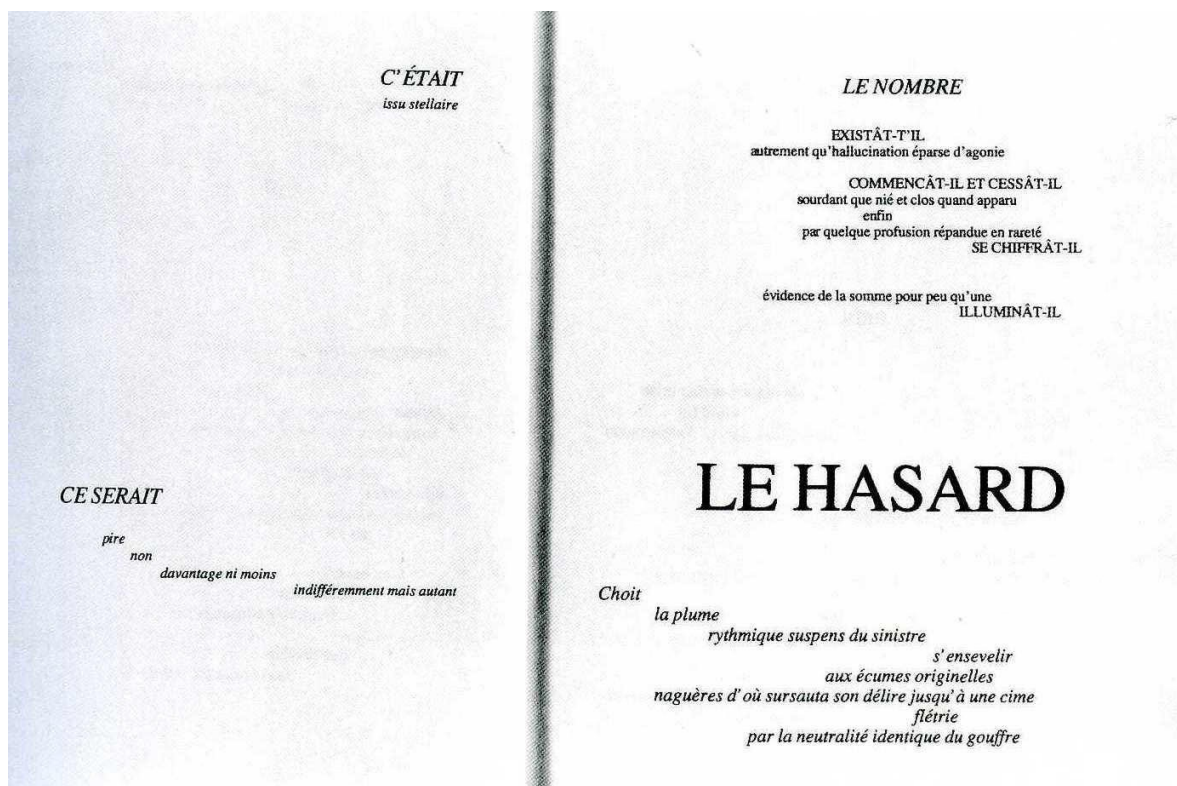 C'ÉTAIT
issu stellaire
CE SERAIT
pire
non
davantage ni moins
indifféremment mais autant
LE NOMBRE
EXISTÂT-T'IL
autrement qu'hallucination éparse d'agonie
COMMENCÂT-IL ET CESSÂT-IL
sourdant que nié et clos quand apparu
enfin
par quelque profusion répandue en rareté
SE CHIFFRÂT-IL
évidence de la somme pour peu qu'une
ILLUMINÂT-IL
LE HASARD
Choit
la plume
rythmique suspens du sinistre
s'ensevelir
aux écumes originelles
naguères d'où sursauta son délire jusqu'à une cime
flétrie
par la neutralité identique du gouffre